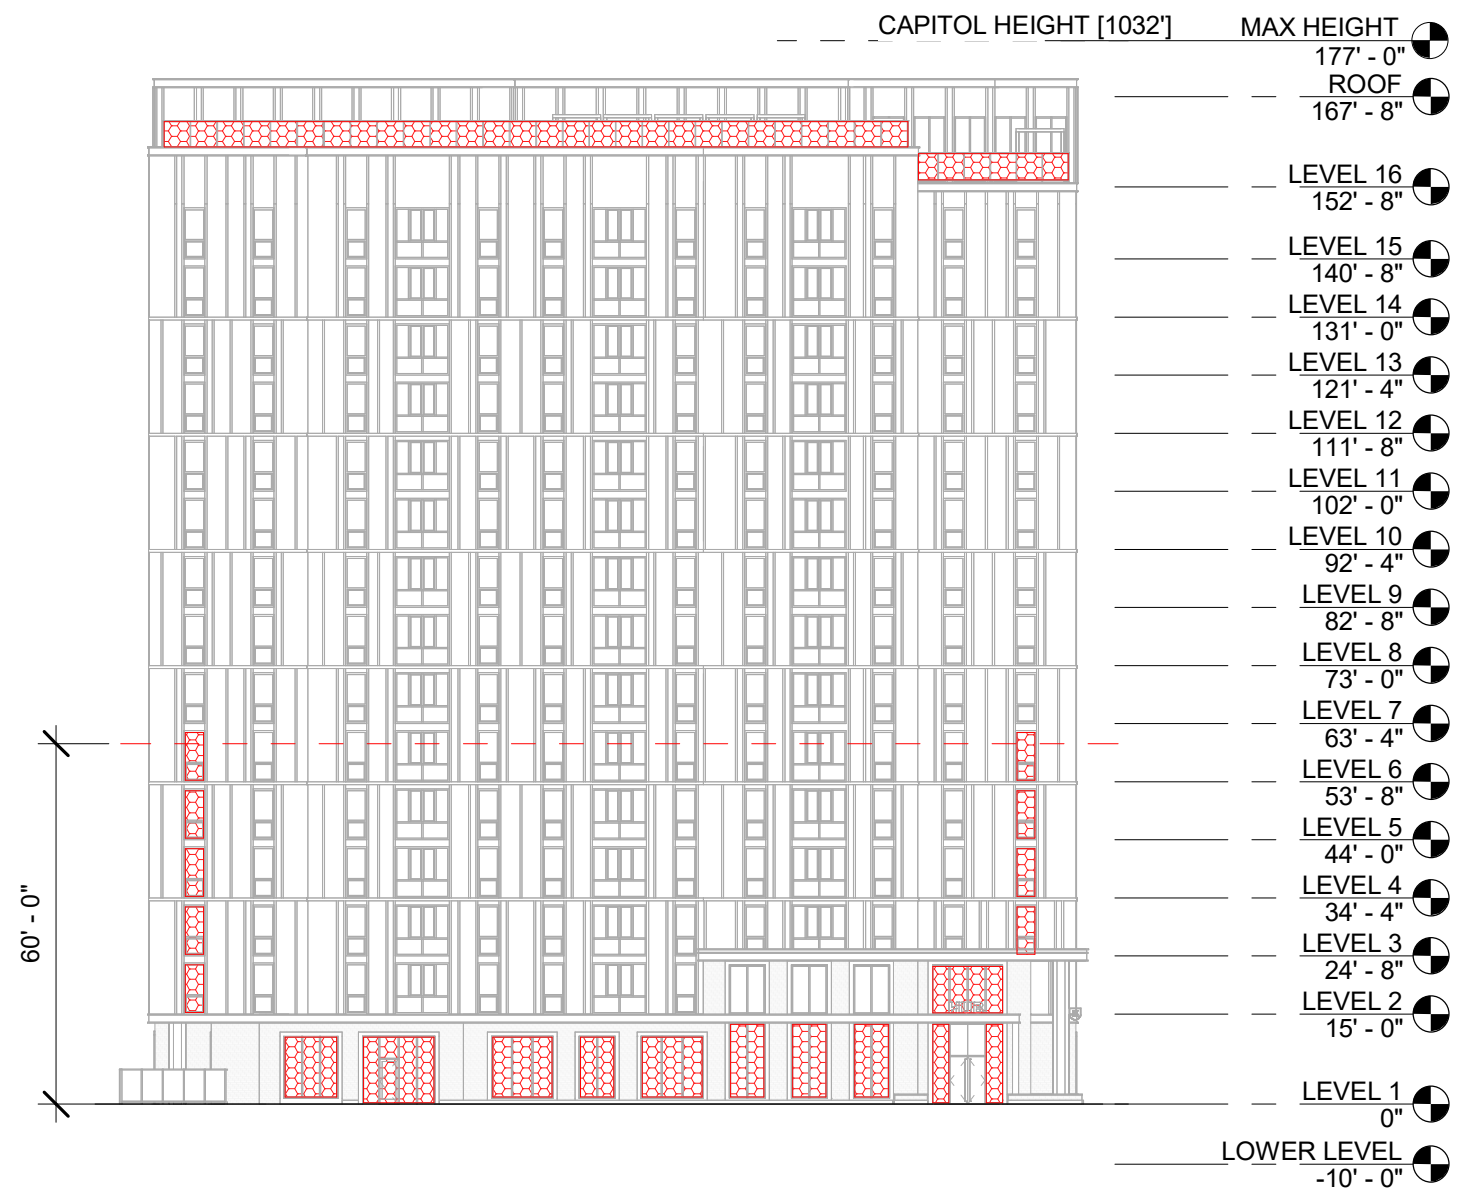 CAPITOL HEIGHT [1032'] MAX HEIGHT
177' - 0"
ROOF
167' - 8"
LEVEL 16
152' - 8"
LEVEL 15
140' - 8"
LEVEL 14
131' - 0"
LEVEL 13
121' - 4"
LEVEL 12
111' - 8"
LEVEL 11
102' - 0"
LEVEL 10
92' - 4"
LEVEL 9
82' - 8"
LEVEL 8
73' - 0"
LEVEL 7
63' - 4"
LEVEL 6
53' - 8"
LEVEL 5
44' - 0"
LEVEL 4
34' - 4"
LEVEL 3
24' - 8"
LEVEL 2
15' - 0"
LEVEL 1
0"
LOWER LEVEL
-10' - 0"
60' - 0"